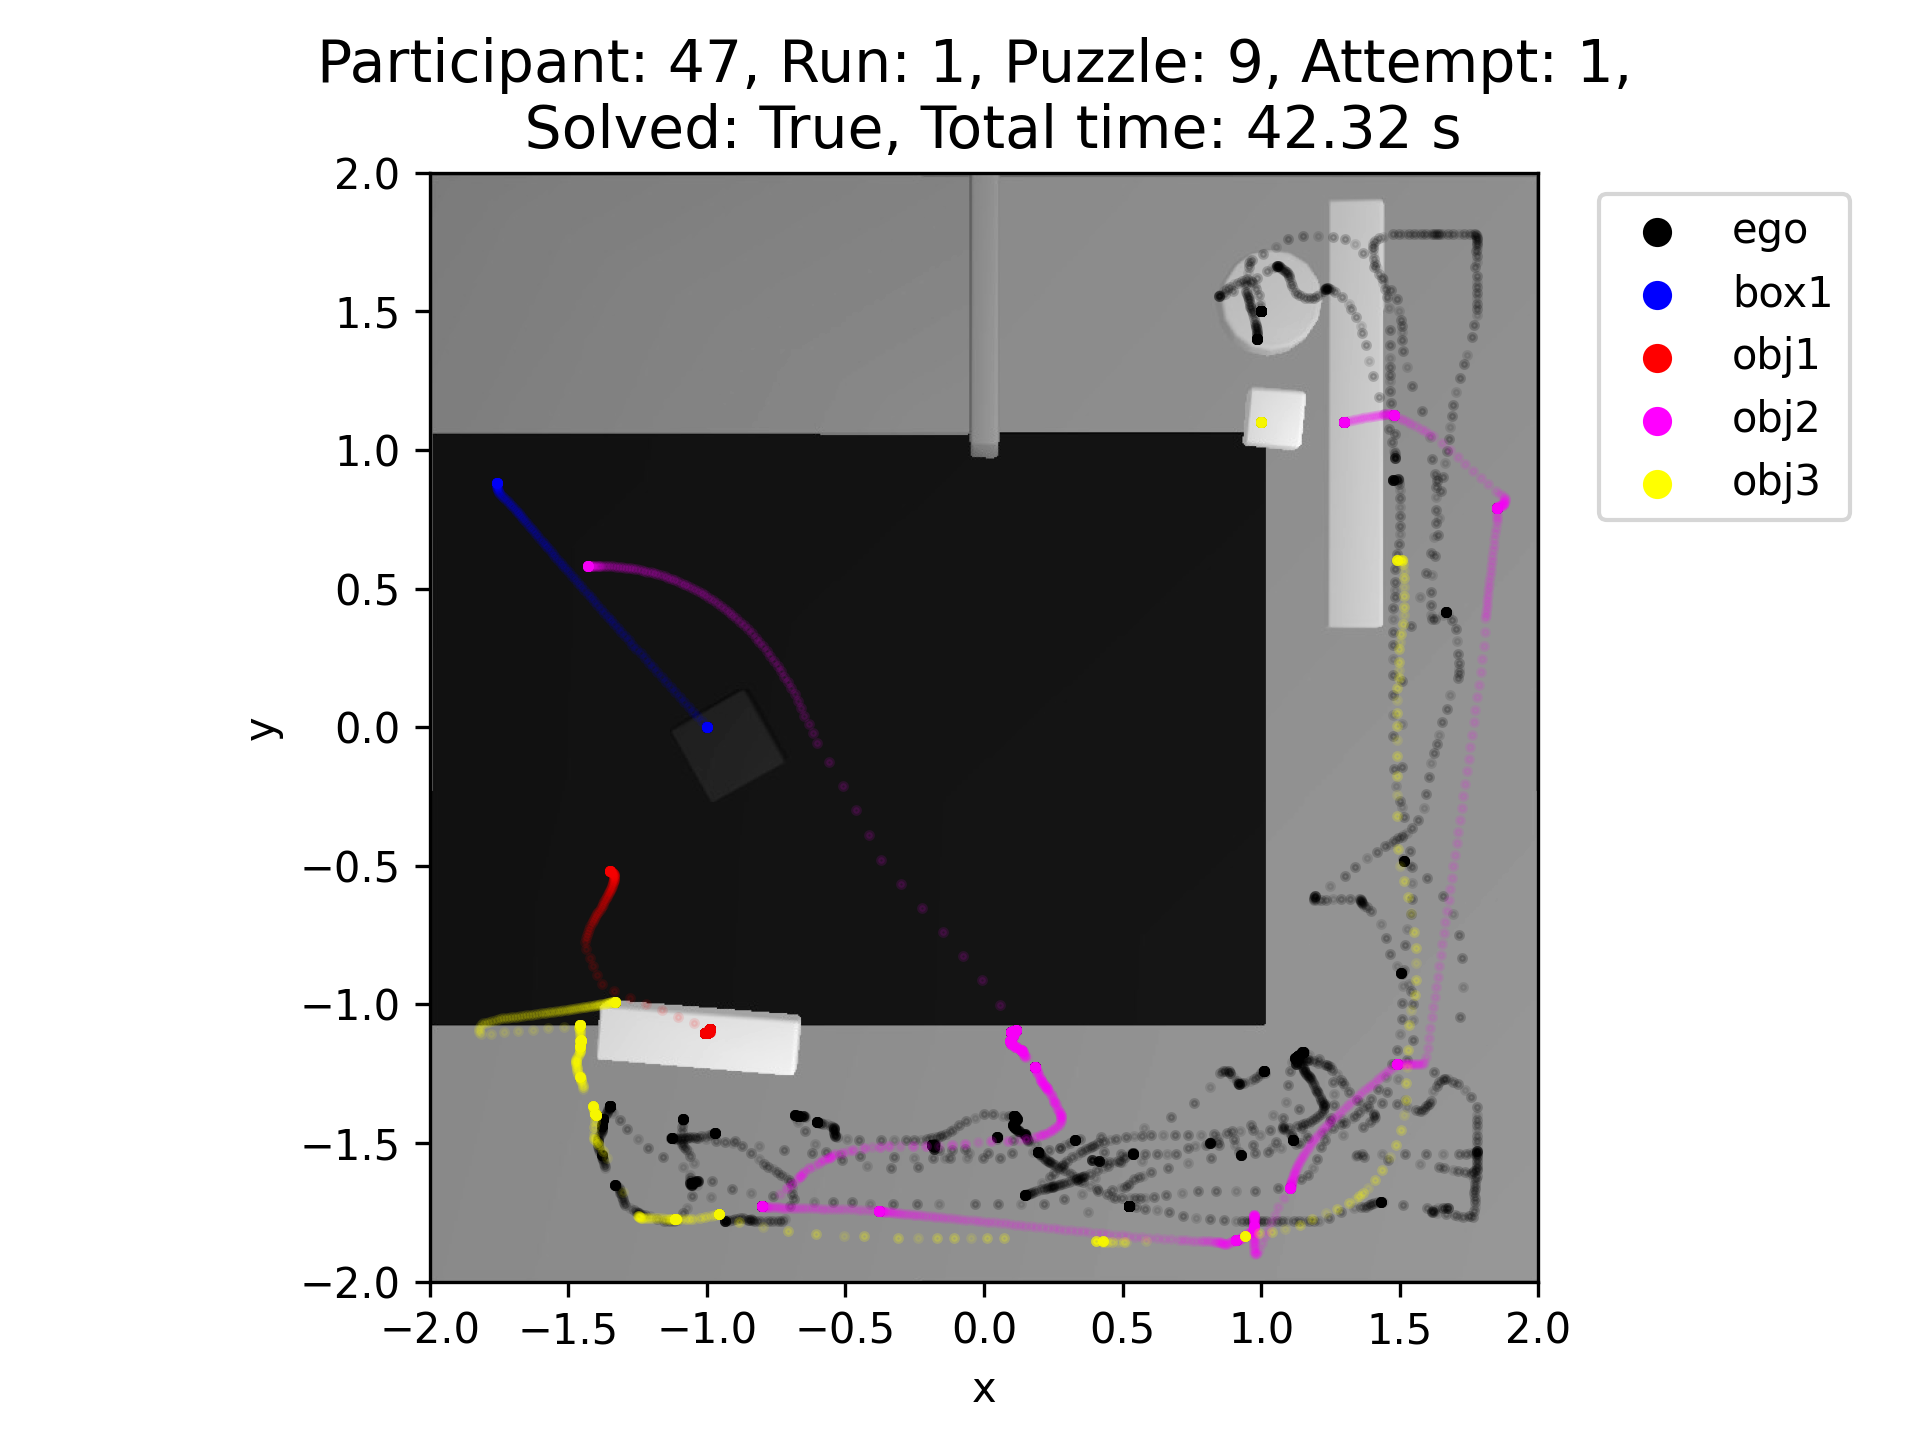 Participant: 47, Run: 1, Puzzle: 9, Attempt: 1,
Solved: True, Total time: 42.32 s
ego
box1
obj1
obj2
obj3
2.0
1.5
1.0
0.5
0.0
−0.5
−1.0
−1.5
−2.0
y
−2.0 −1.5 −1.0 −0.5 0.0 0.5 1.0 1.5 2.0
x